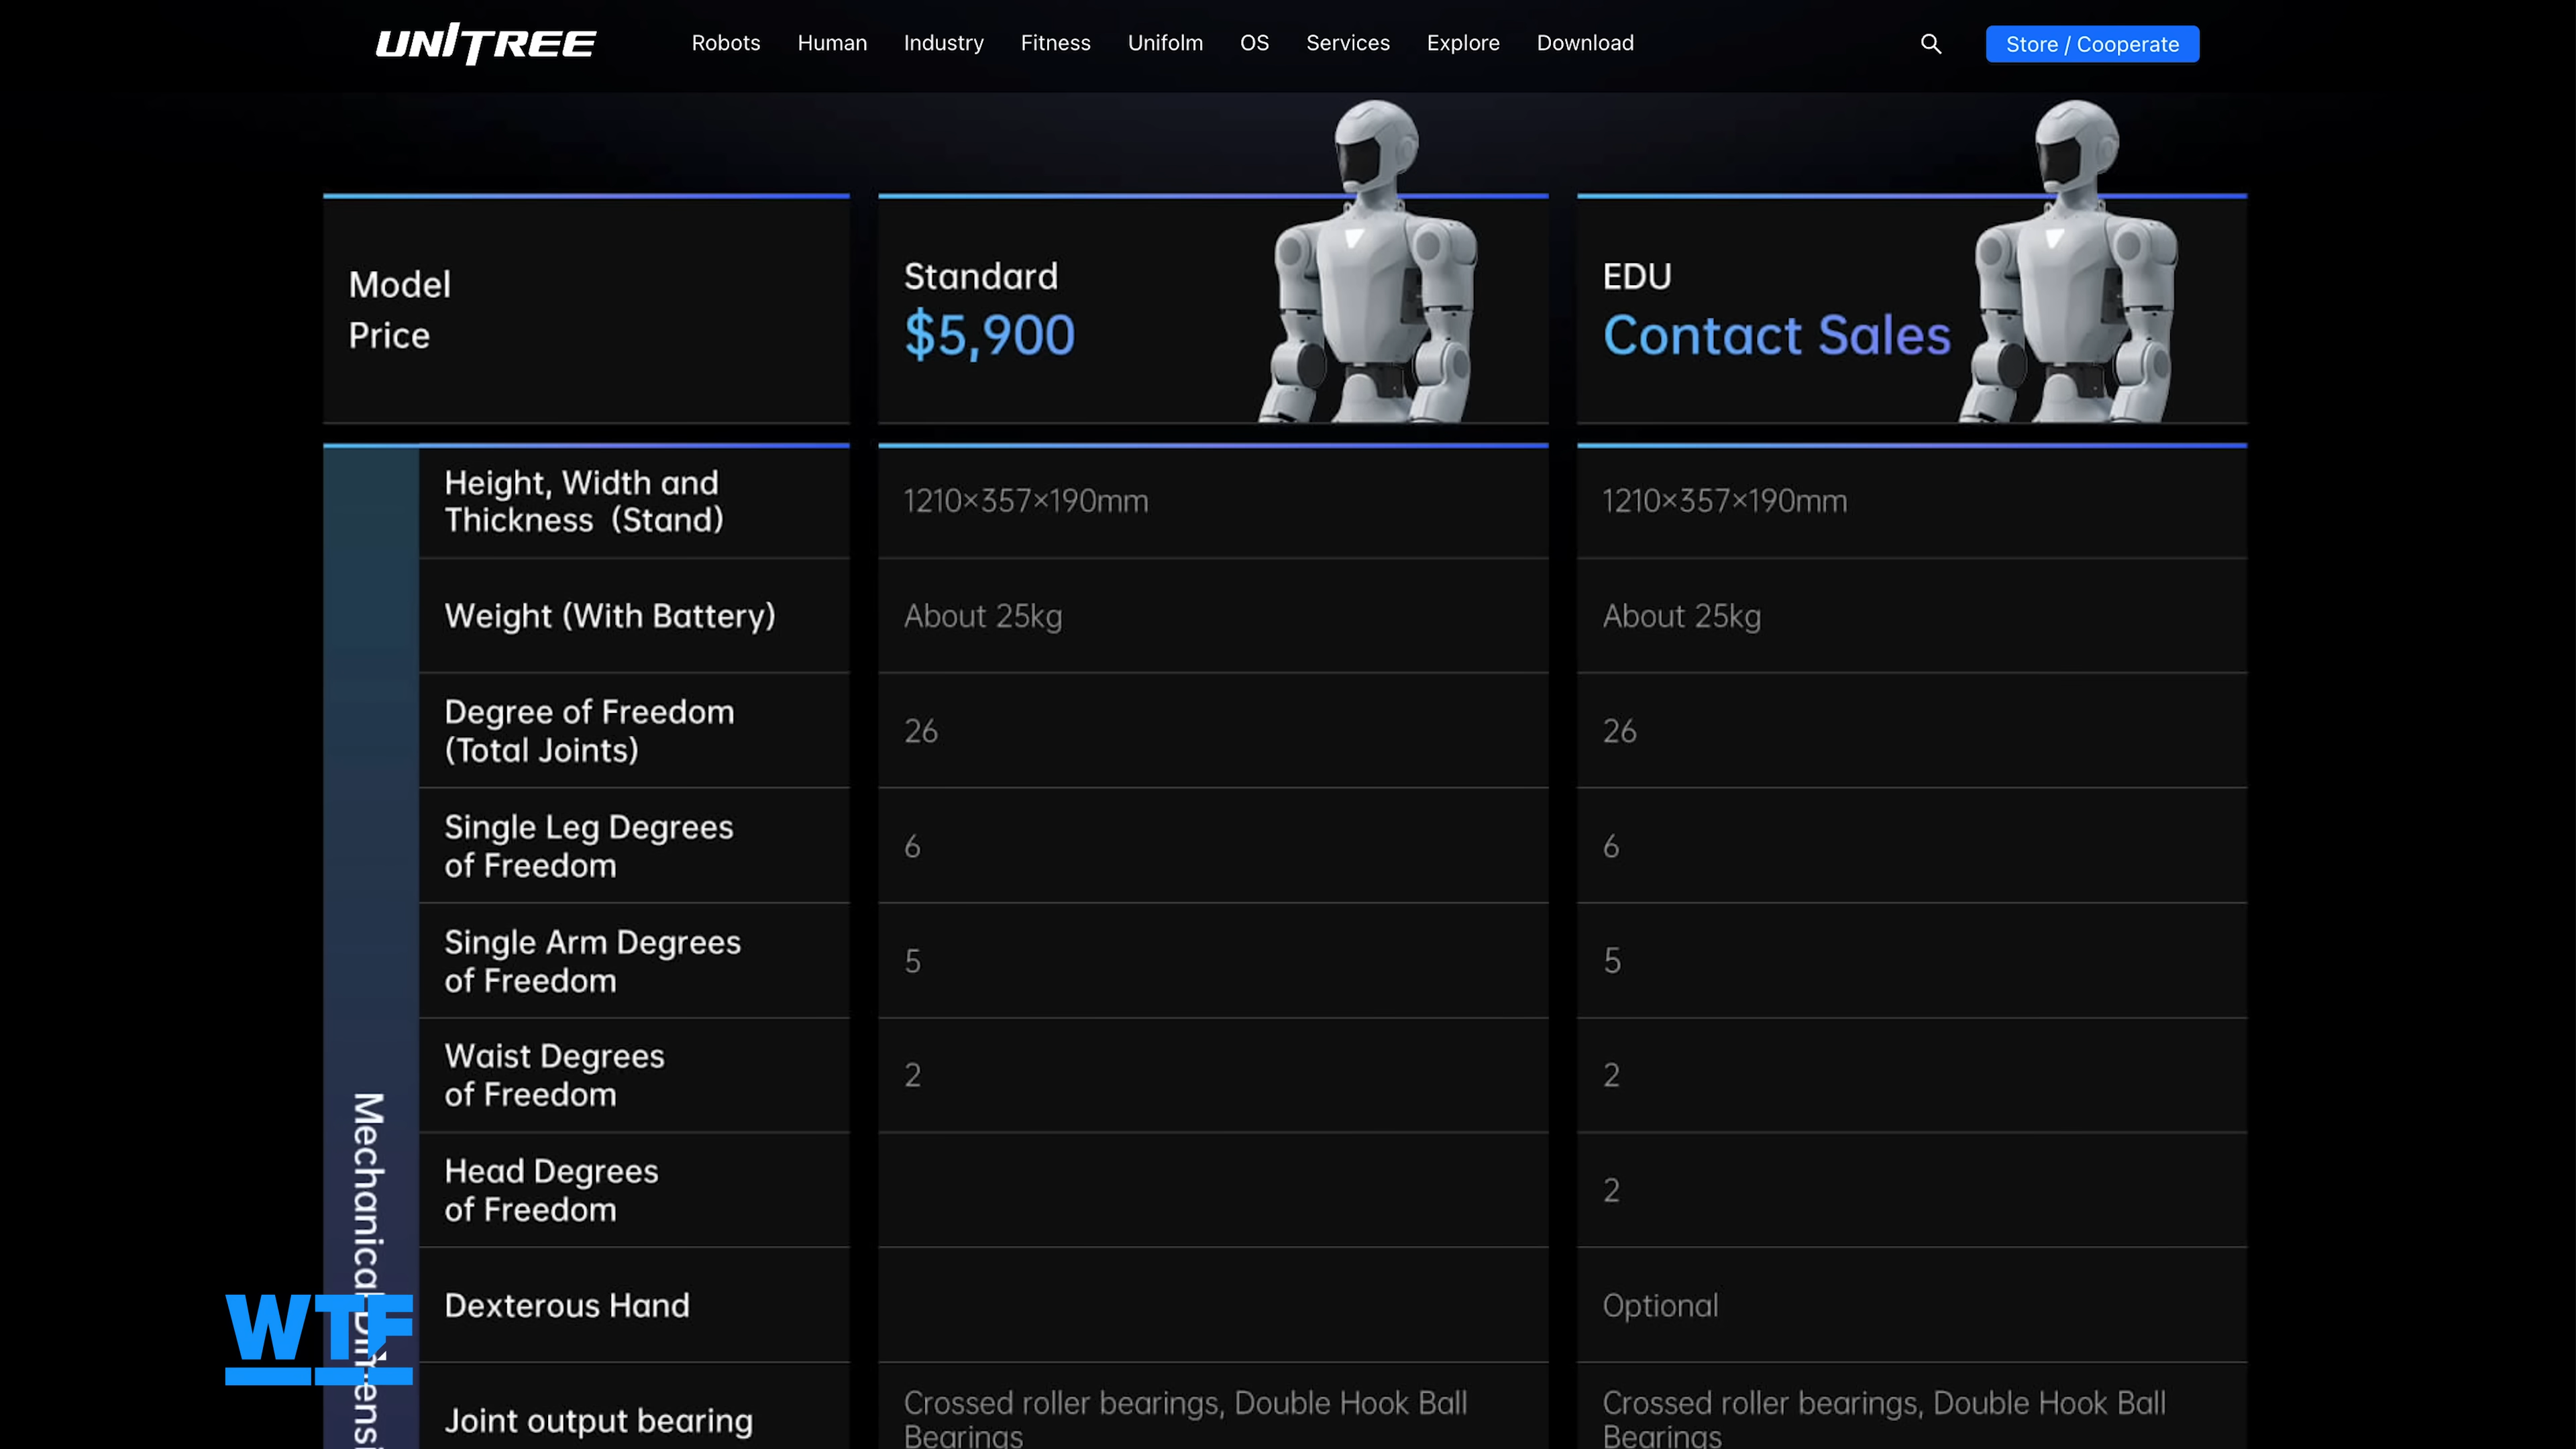 UNITREE
Robots Human Industry Fitness Unifolm OS Services Explore Download
Store / Cooperate
Model
Price
Standard
$5,900
EDU
Contact Sales
Height, Width and
Thickness (Stand)
1210×357×190mm
1210×357×190mm
Weight (With Battery)
About 25kg
About 25kg
Degree of Freedom
(Total Joints)
26
26
Single Leg Degrees
of Freedom
6
6
Single Arm Degrees
of Freedom
5
5
Waist Degrees
of Freedom
2
2
Head Degrees
of Freedom
2
Dexterous Hand
Optional
Joint output bearing
Crossed roller bearings, Double Hook Ball
Bearings
Crossed roller bearings, Double Hook Ball
Bearings
Mechanical
WTF